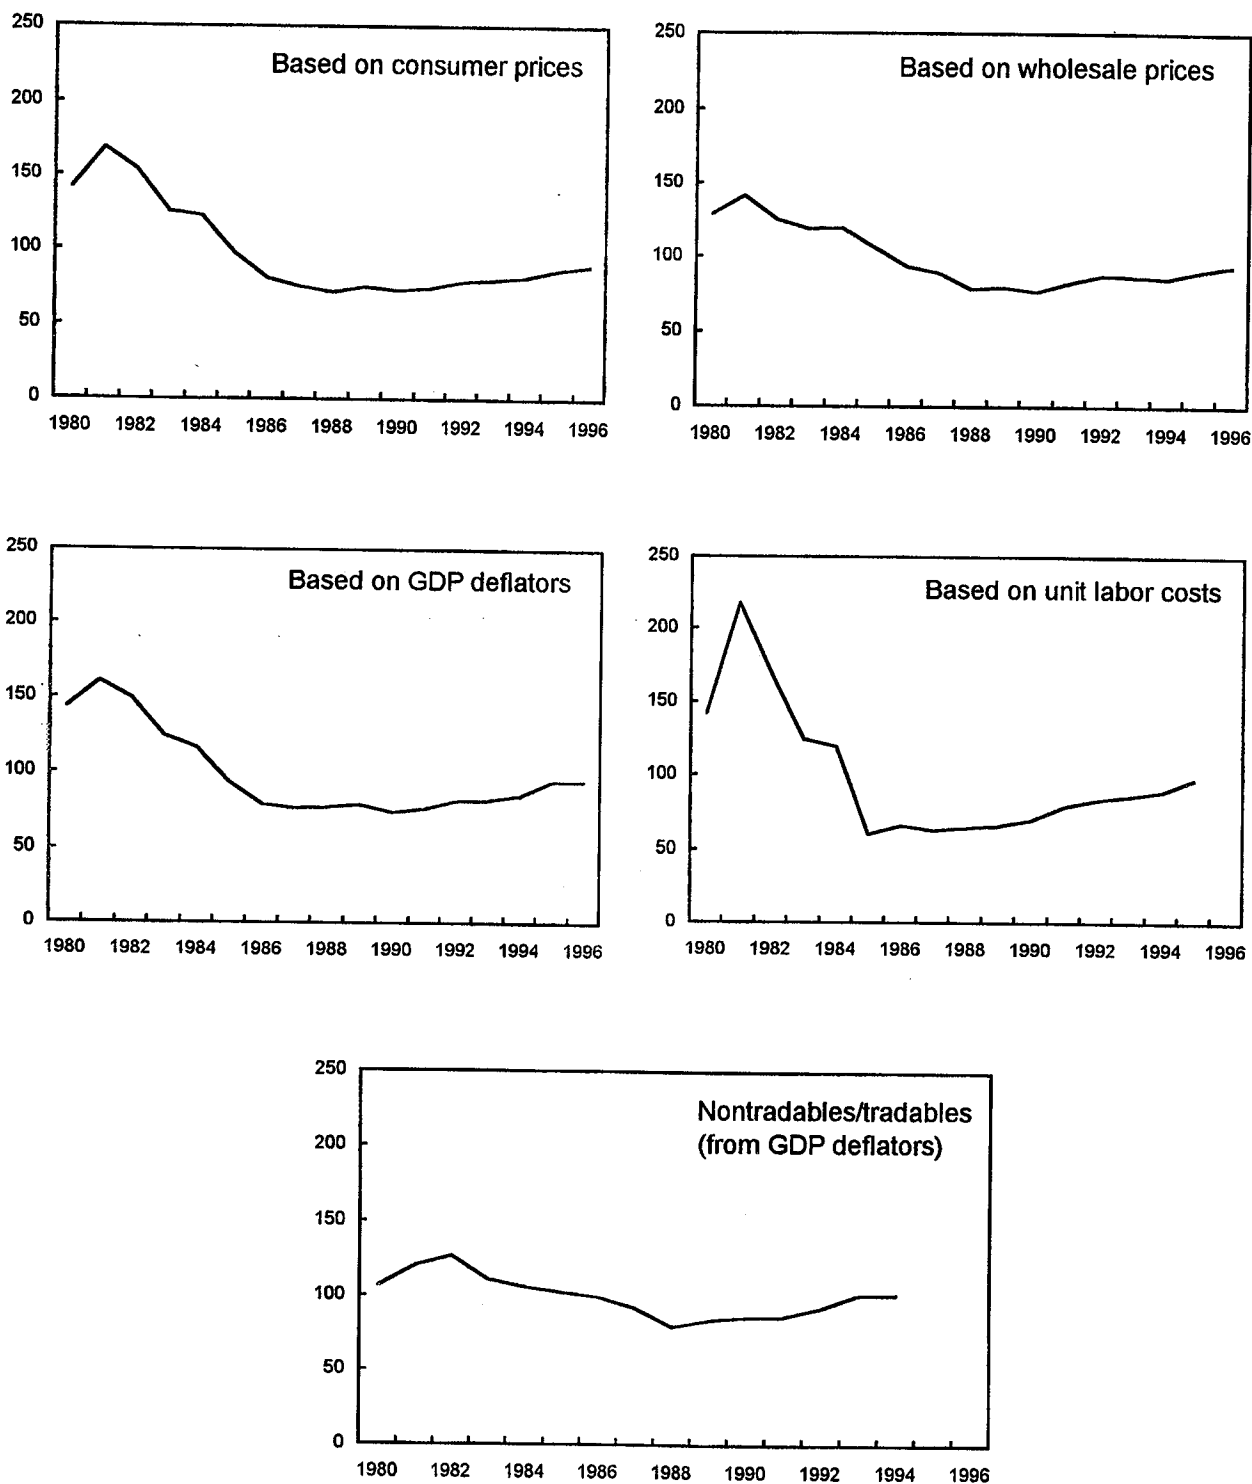 Based on consumer prices
250
200
150
100
50
0
1980 1982 1984 1986 1988 1990 1992 1994 1996
Based on wholesale prices
250
200
150
100
50
0
1980 1982 1984 1986 1988 1990 1992 1994 1996
Based on GDP deflators
250
200
150
100
50
0
1980 1982 1984 1986 1988 1990 1992 1994 1996
Based on unit labor costs
250
200
150
100
50
0
1980 1982 1984 1986 1988 1990 1992 1994 1996
Nontradables/tradables
(from GDP deflators)
250
200
150
100
50
0
1980 1982 1984 1986 1988 1990 1992 1994 1996